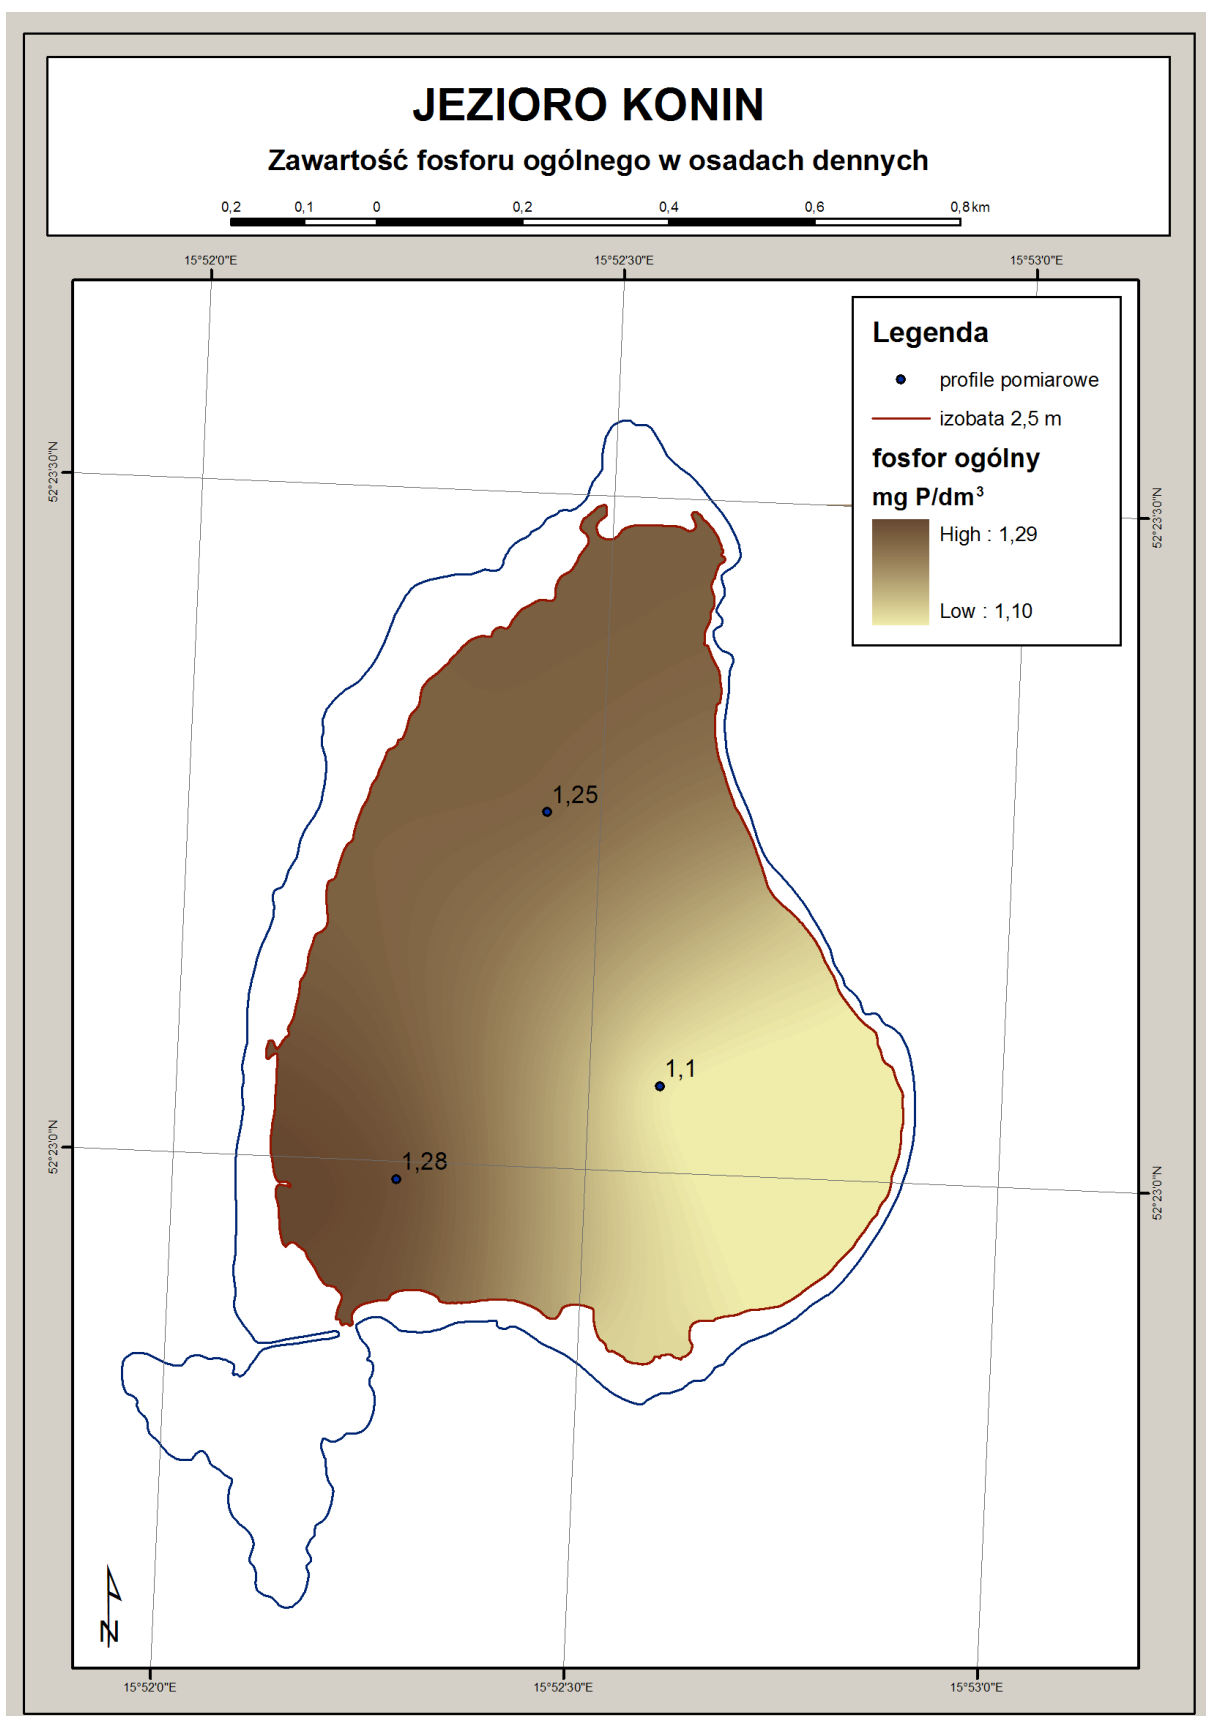 JEZIORO KONIN
Zawartość fosforu ogólnego w osadach dennych
0,2 0,1 0 0,2 0,4 0,6 0,8 km
15°52'0"E 15°52'30"E 15°53'0"E
Legenda
profile pomiarowe
izobata 2,5 m
fosfor ogólny
mg P/dm³
High : 1,29
Low : 1,10
52°23'30"N
52°23'30"N
1,25
1,1
1,28
52°23'0"N
52°23'0"N
N
15°52'0"E 15°52'30"E 15°53'0"E